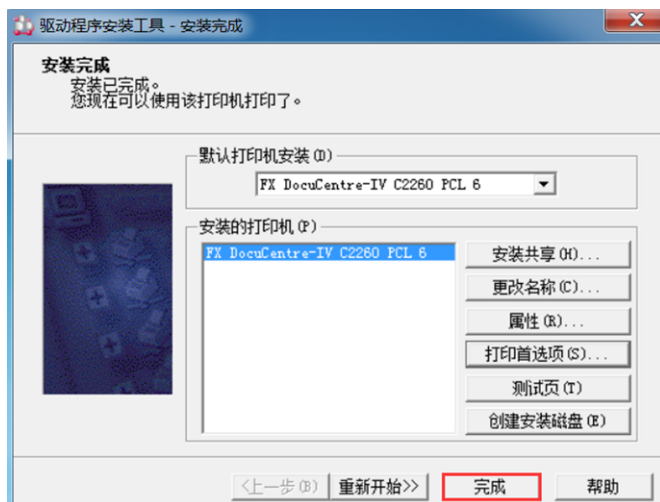 驱动程序安装工具 - 安装完成
安装完成
安装已完成。
您现在可以使用该打印机打印了。
默认打印机安装(D)
FX DocuCentre-IV C2260 PCL 6
安装的打印机(P)
FX DocuCentre-IV C2260 PCL 6
安装共享(H)...
更改名称(C)...
属性(R)...
打印首选项(S)...
测试页(T)
创建安装磁盘(E)
<上一步(B)
重新开始>>
完成
帮助